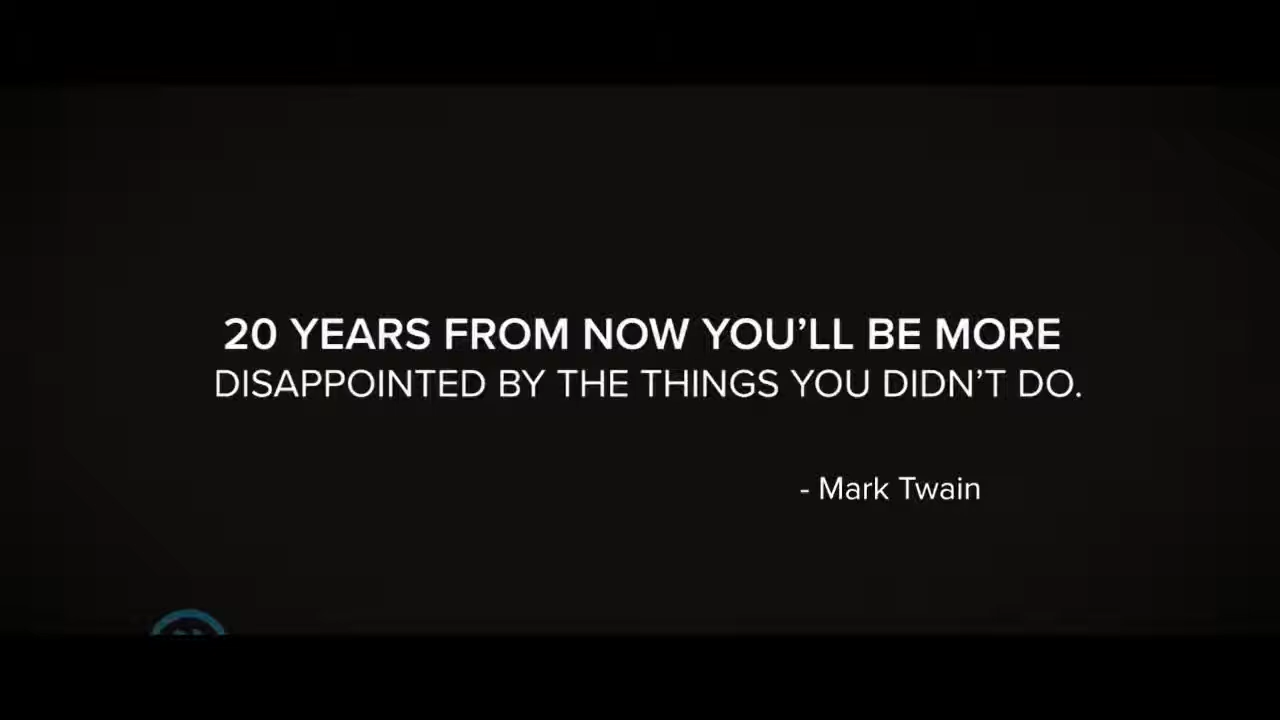 20 YEARS FROM NOW YOU’LL BE MORE
DISAPPOINTED BY THE THINGS YOU DIDN’T DO.
- Mark Twain